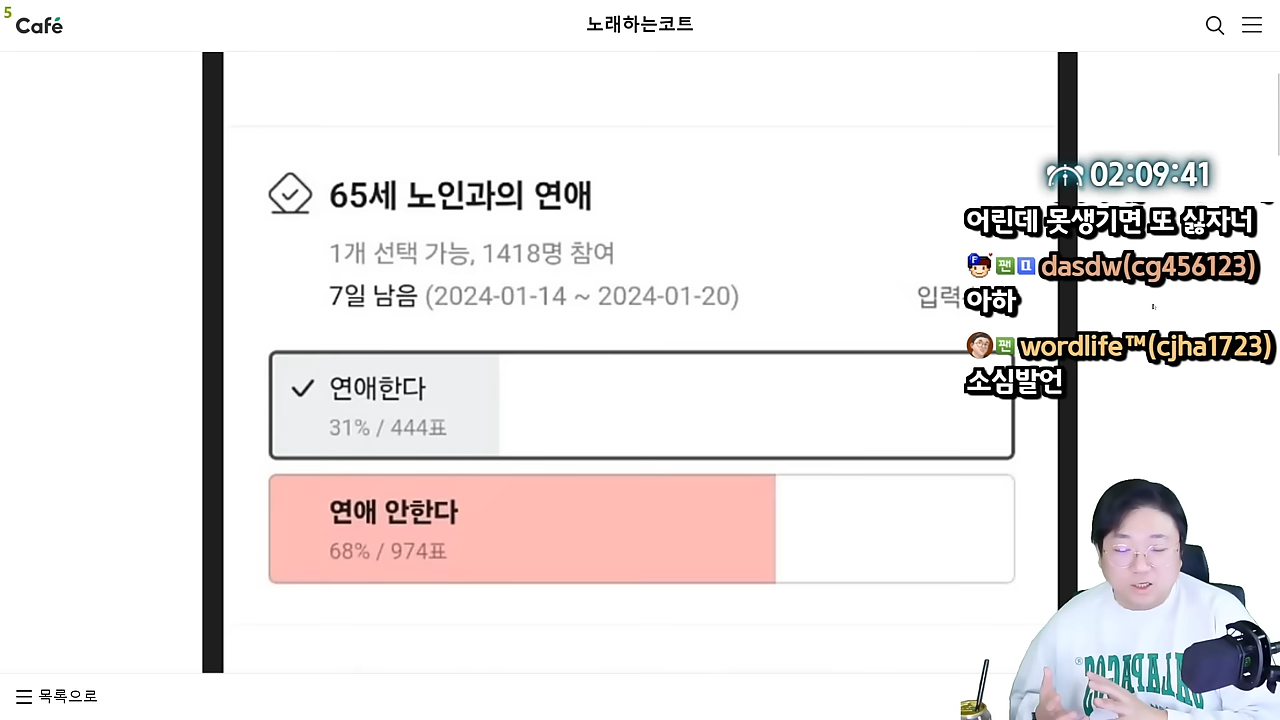 5
Café
노래하는코트
65세 노인과의 연애
1개 선택 가능, 1418명 참여
7일 남음 (2024-01-14 ~ 2024-01-20)
입력
연애한다
31% / 444표
연애 안한다
68% / 974표
02:09:41
어린데 못생기면 또 싫자너
F 팬 dasdw(cg456123)
아하
팬 wordlife™(cjha1723)
소심발언
목록으로